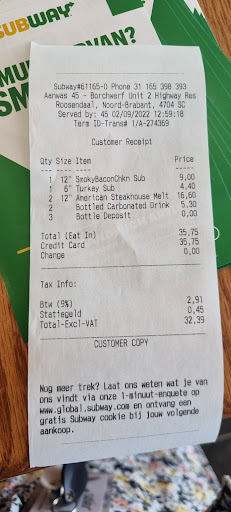 SUBWAY
VAN?
SM
SUBWAY
Subway#61165-0 Phone 31 165 398 393
Aanwas 45 - Borchwerf Unit 2 Highway Res
Roosendaal, Noord-Brabant, 4704 SC
Served by: 45 02/09/2022 12:59:18
Term ID-Trans# 1/A-274369
Customer Receipt
Qty Size Item Price
--- ---- ---- -----
1 12" SmokyBaconChkn Sub 9,00
1 6" Turkey Sub 4,40
2 12" American Steakhouse Melt 16,60
2 Bottled Carbonated Drink 5,30
3 Bottle Deposit 0,00
Total (Eat In) 35,75
Credit Card 35,75
Change 0,00
Tax Info:
Btw (9%) 2,91
Statiegeld 0,45
Total-Excl-VAT 32,39
CUSTOMER COPY
Nog meer trek? Laat ons weten wat je van
ons vindt via onze 1-minuut-enquete op
www.global.subway.com en ontvang een
gratis Subway cookie bij jouw volgende
aankoop.